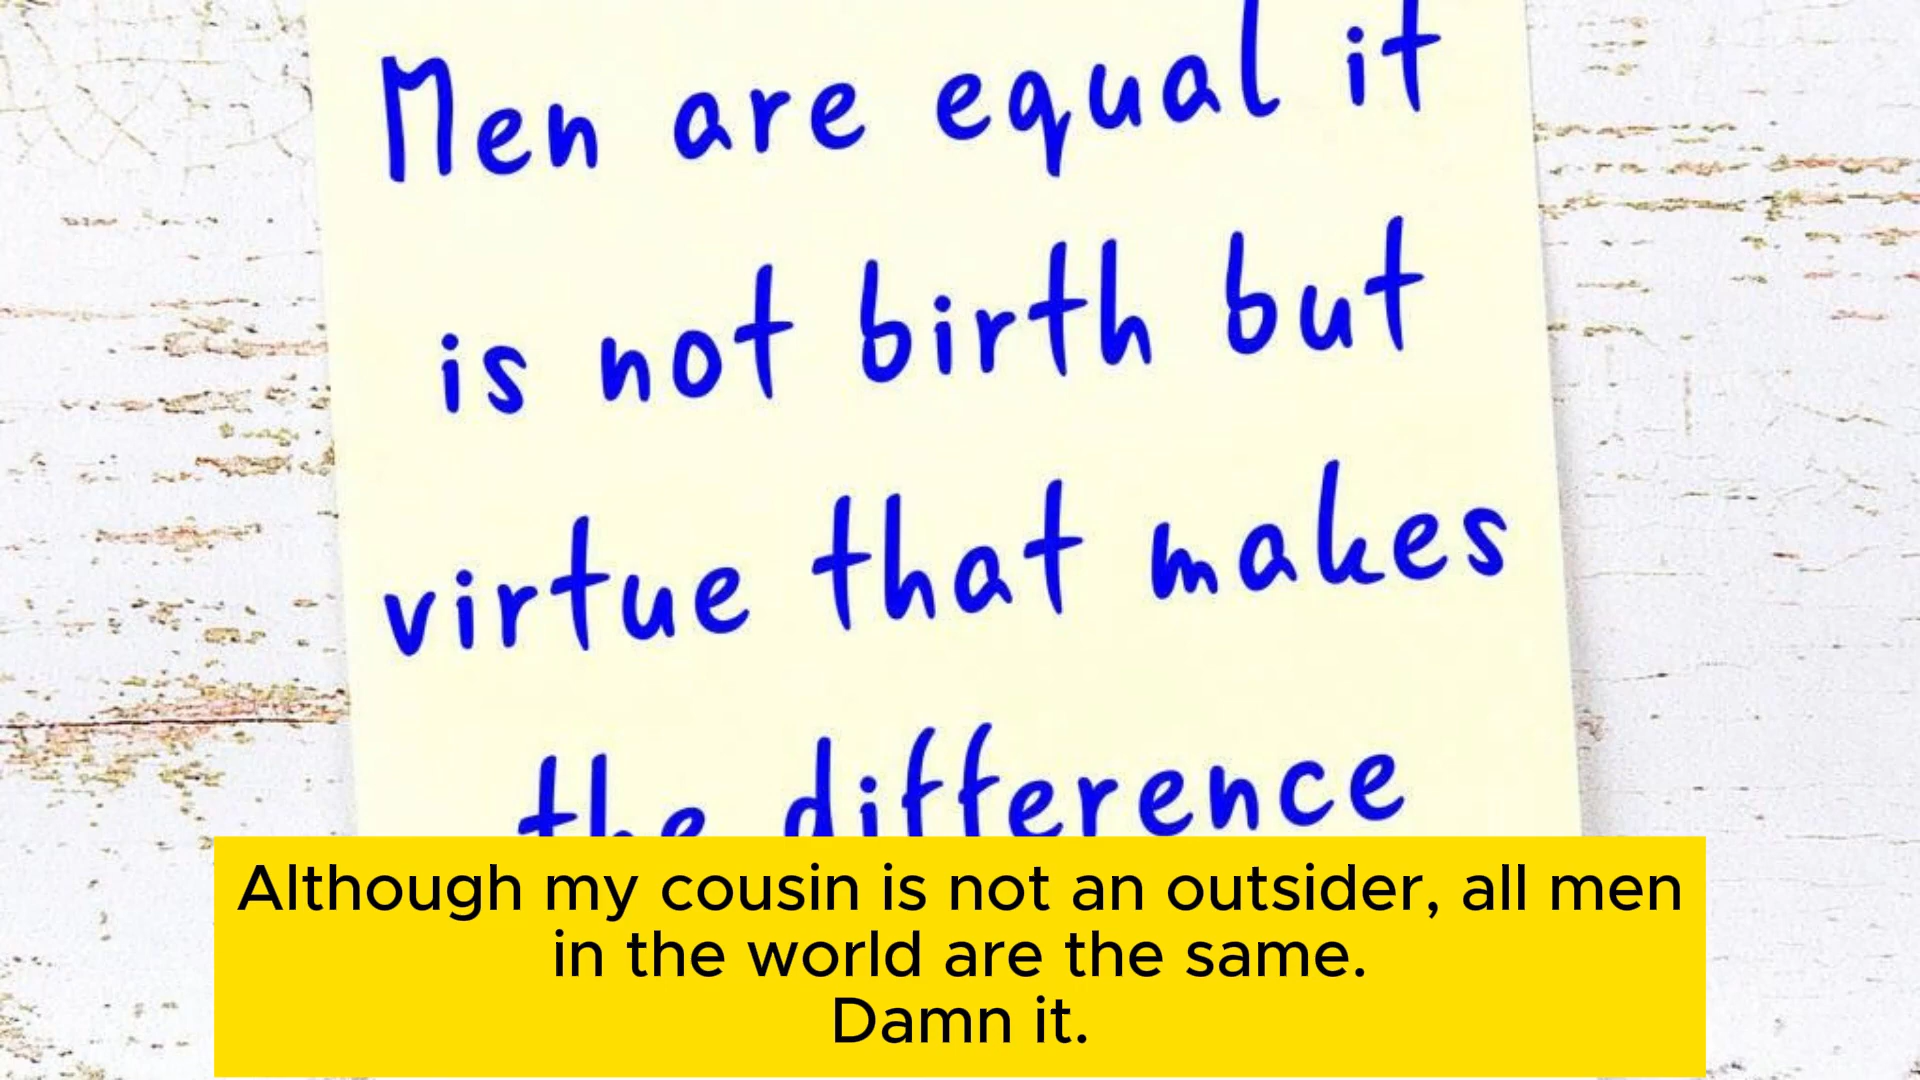 Men are equal it
is not birth but
virtue that makes
the difference
Although my cousin is not an outsider, all men
in the world are the same.
Damn it.